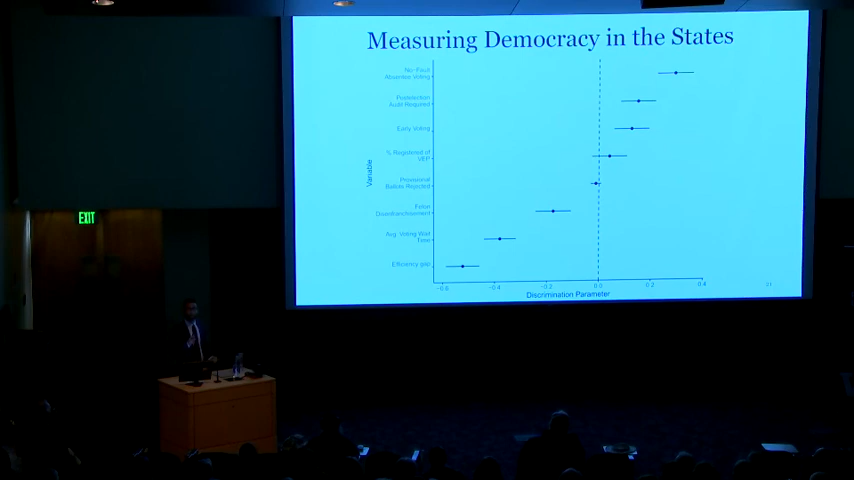 Measuring Democracy in the States
No-Fault
Absentee Voting
Postelection
Audit Required
Early Voting
% Registered of
VEP
Provisional
Ballots Rejected
Felon
Disenfranchisement
Avg. Voting Wait
Time
Efficiency gap
Variable
-0.6 -0.4 -0.2 0.0 0.2 0.4
Discrimination Parameter
21
EXIT